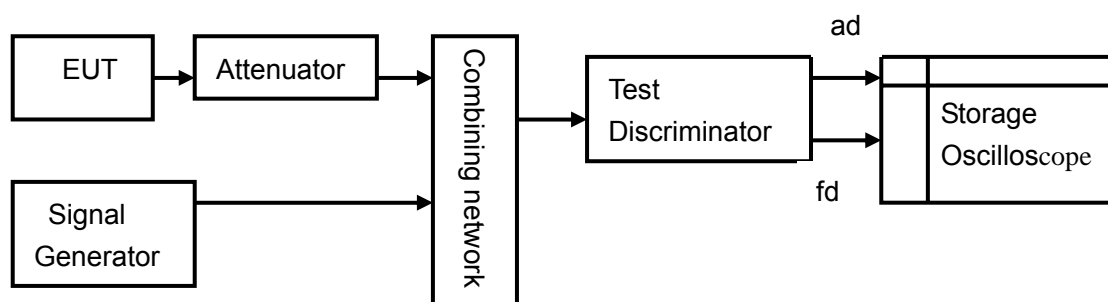 ad
EUT
Attenuator
Combining network
Test
Discriminator
Storage
Oscilloscope
fd
Signal
Generator